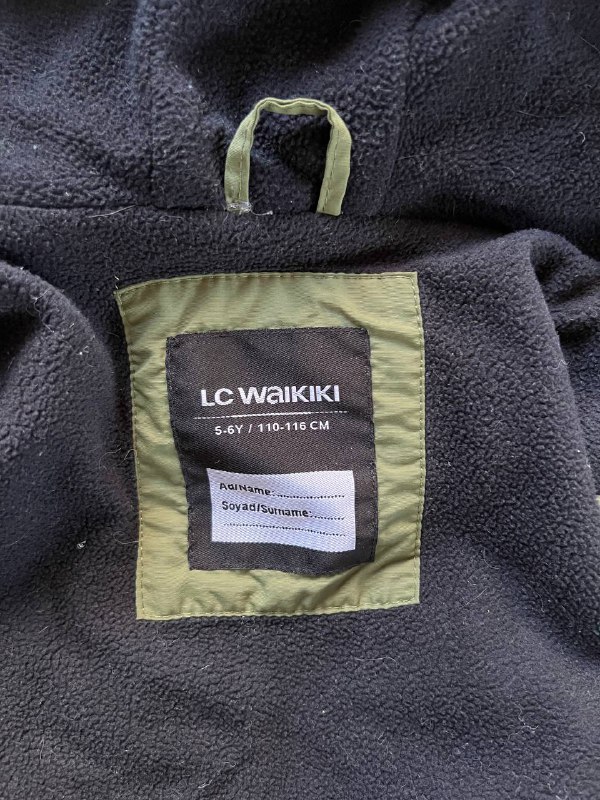 LC WAIKIKI
5-6Y / 110-116 CM
Ad/Name:................
Soyad/Surname:.......
...........................